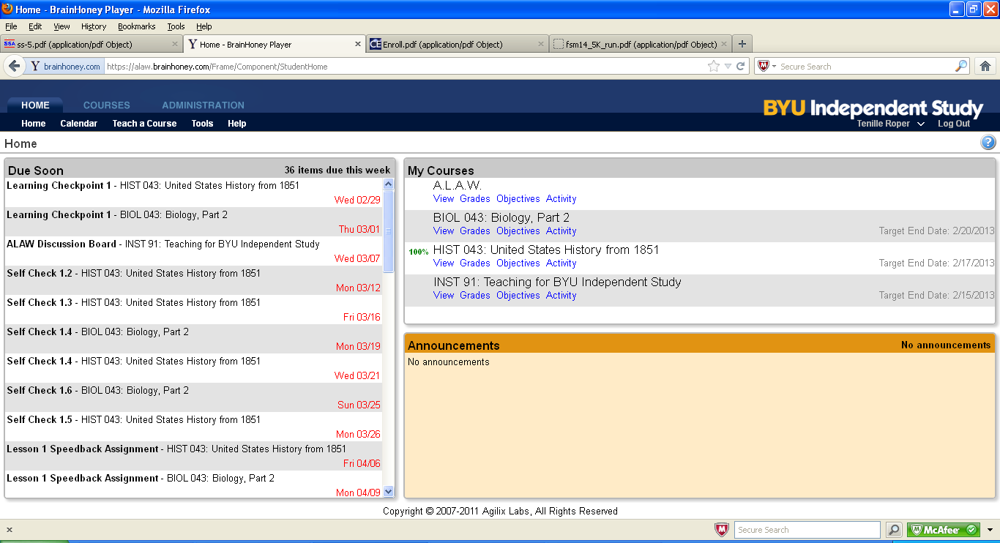 Home - BrainHoney Player - Mozilla Firefox
File Edit View History Bookmarks Tools Help
SSA ss-5.pdf (application/pdf Object) × Y Home - BrainHoney Player × CE Enroll.pdf (application/pdf Object) × fsm14_5K_run.pdf (application/pdf Object) × +
Y brainhoney.com https://alaw.brainhoney.com/Frame/Component/StudentHome Secure Search
HOME COURSES ADMINISTRATION
BYU Independent Study
Home Calendar Teach a Course Tools Help Tenille Roper Log Out
Home ?
Due Soon 36 items due this week
Learning Checkpoint 1 - HIST 043: United States History from 1851
Wed 02/29
Learning Checkpoint 1 - BIOL 043: Biology, Part 2
Thu 03/01
ALAW Discussion Board - INST 91: Teaching for BYU Independent Study
Wed 03/07
Self Check 1.2 - HIST 043: United States History from 1851
Mon 03/12
Self Check 1.3 - HIST 043: United States History from 1851
Fri 03/16
Self Check 1.4 - BIOL 043: Biology, Part 2
Mon 03/19
Self Check 1.4 - HIST 043: United States History from 1851
Wed 03/21
Self Check 1.6 - BIOL 043: Biology, Part 2
Sun 03/25
Self Check 1.5 - HIST 043: United States History from 1851
Mon 03/26
Lesson 1 Speedback Assignment - HIST 043: United States History from 1851
Fri 04/06
Lesson 1 Speedback Assignment - BIOL 043: Biology, Part 2
Mon 04/09
My Courses
A.L.A.W.
View Grades Objectives Activity
BIOL 043: Biology, Part 2
View Grades Objectives Activity Target End Date: 2/20/2013
100% HIST 043: United States History from 1851
View Grades Objectives Activity Target End Date: 2/17/2013
INST 91: Teaching for BYU Independent Study
View Grades Objectives Activity Target End Date: 2/15/2013
Announcements No announcements
No announcements
Copyright © 2007-2011 Agilix Labs, All Rights Reserved
× Secure Search McAfee